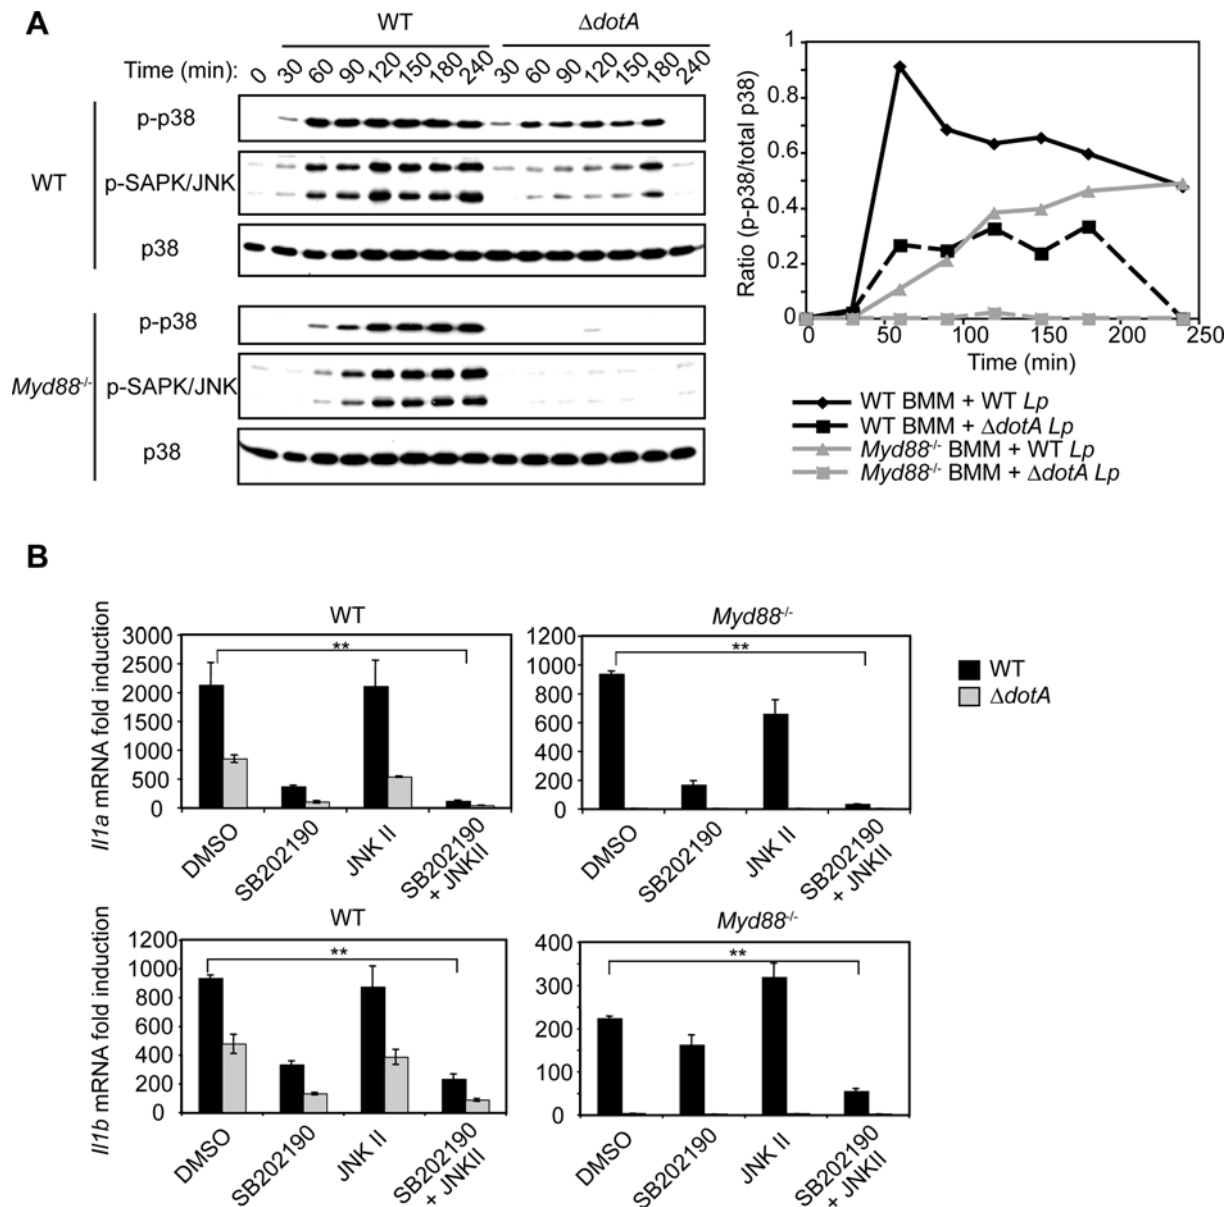 A
WT ΔdotA
Time (min): 0 30 60 90 120 150 180 240 30 60 90 120 150 180 240
WT
p-p38
p-SAPK/JNK
p38
Myd88-/-
p-p38
p-SAPK/JNK
p38
Ratio (p-p38/total p38)
1
0.8
0.6
0.4
0.2
0
0 50 100 150 200 250
Time (min)
WT BMM + WT Lp
WT BMM + ΔdotA Lp
Myd88-/- BMM + WT Lp
Myd88-/- BMM + ΔdotA Lp
B
WT
Il1a mRNA fold induction
3000
2500
2000
1500
1000
500
0
**
DMSO
SB202190
JNK II
SB202190
+ JNKII
Myd88-/-
1200
1000
800
600
400
200
0
**
DMSO
SB202190
JNK II
SB202190
+ JNKII
WT
ΔdotA
WT
Il1b mRNA fold induction
1200
1000
800
600
400
200
0
**
DMSO
SB202190
JNK II
SB202190
+ JNKII
Myd88-/-
400
300
200
100
0
**
DMSO
SB202190
JNK II
SB202190
+ JNKII